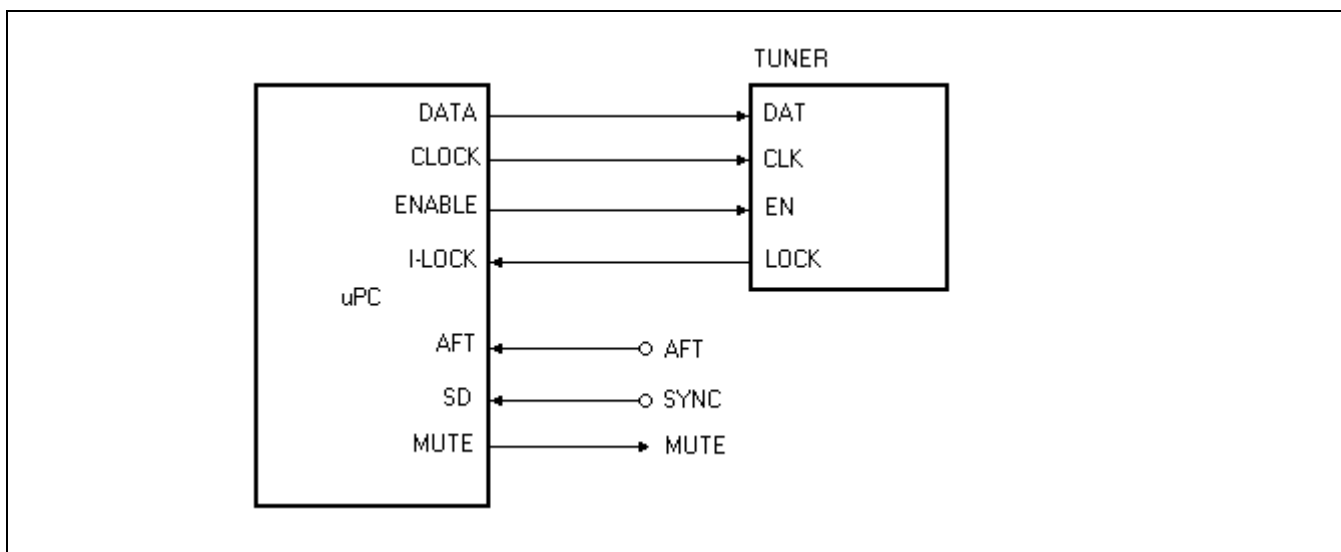 TUNER
DATA DAT
CLOCK CLK
ENABLE EN
I-LOCK LOCK
uPC
AFT AFT
SD SYNC
MUTE MUTE